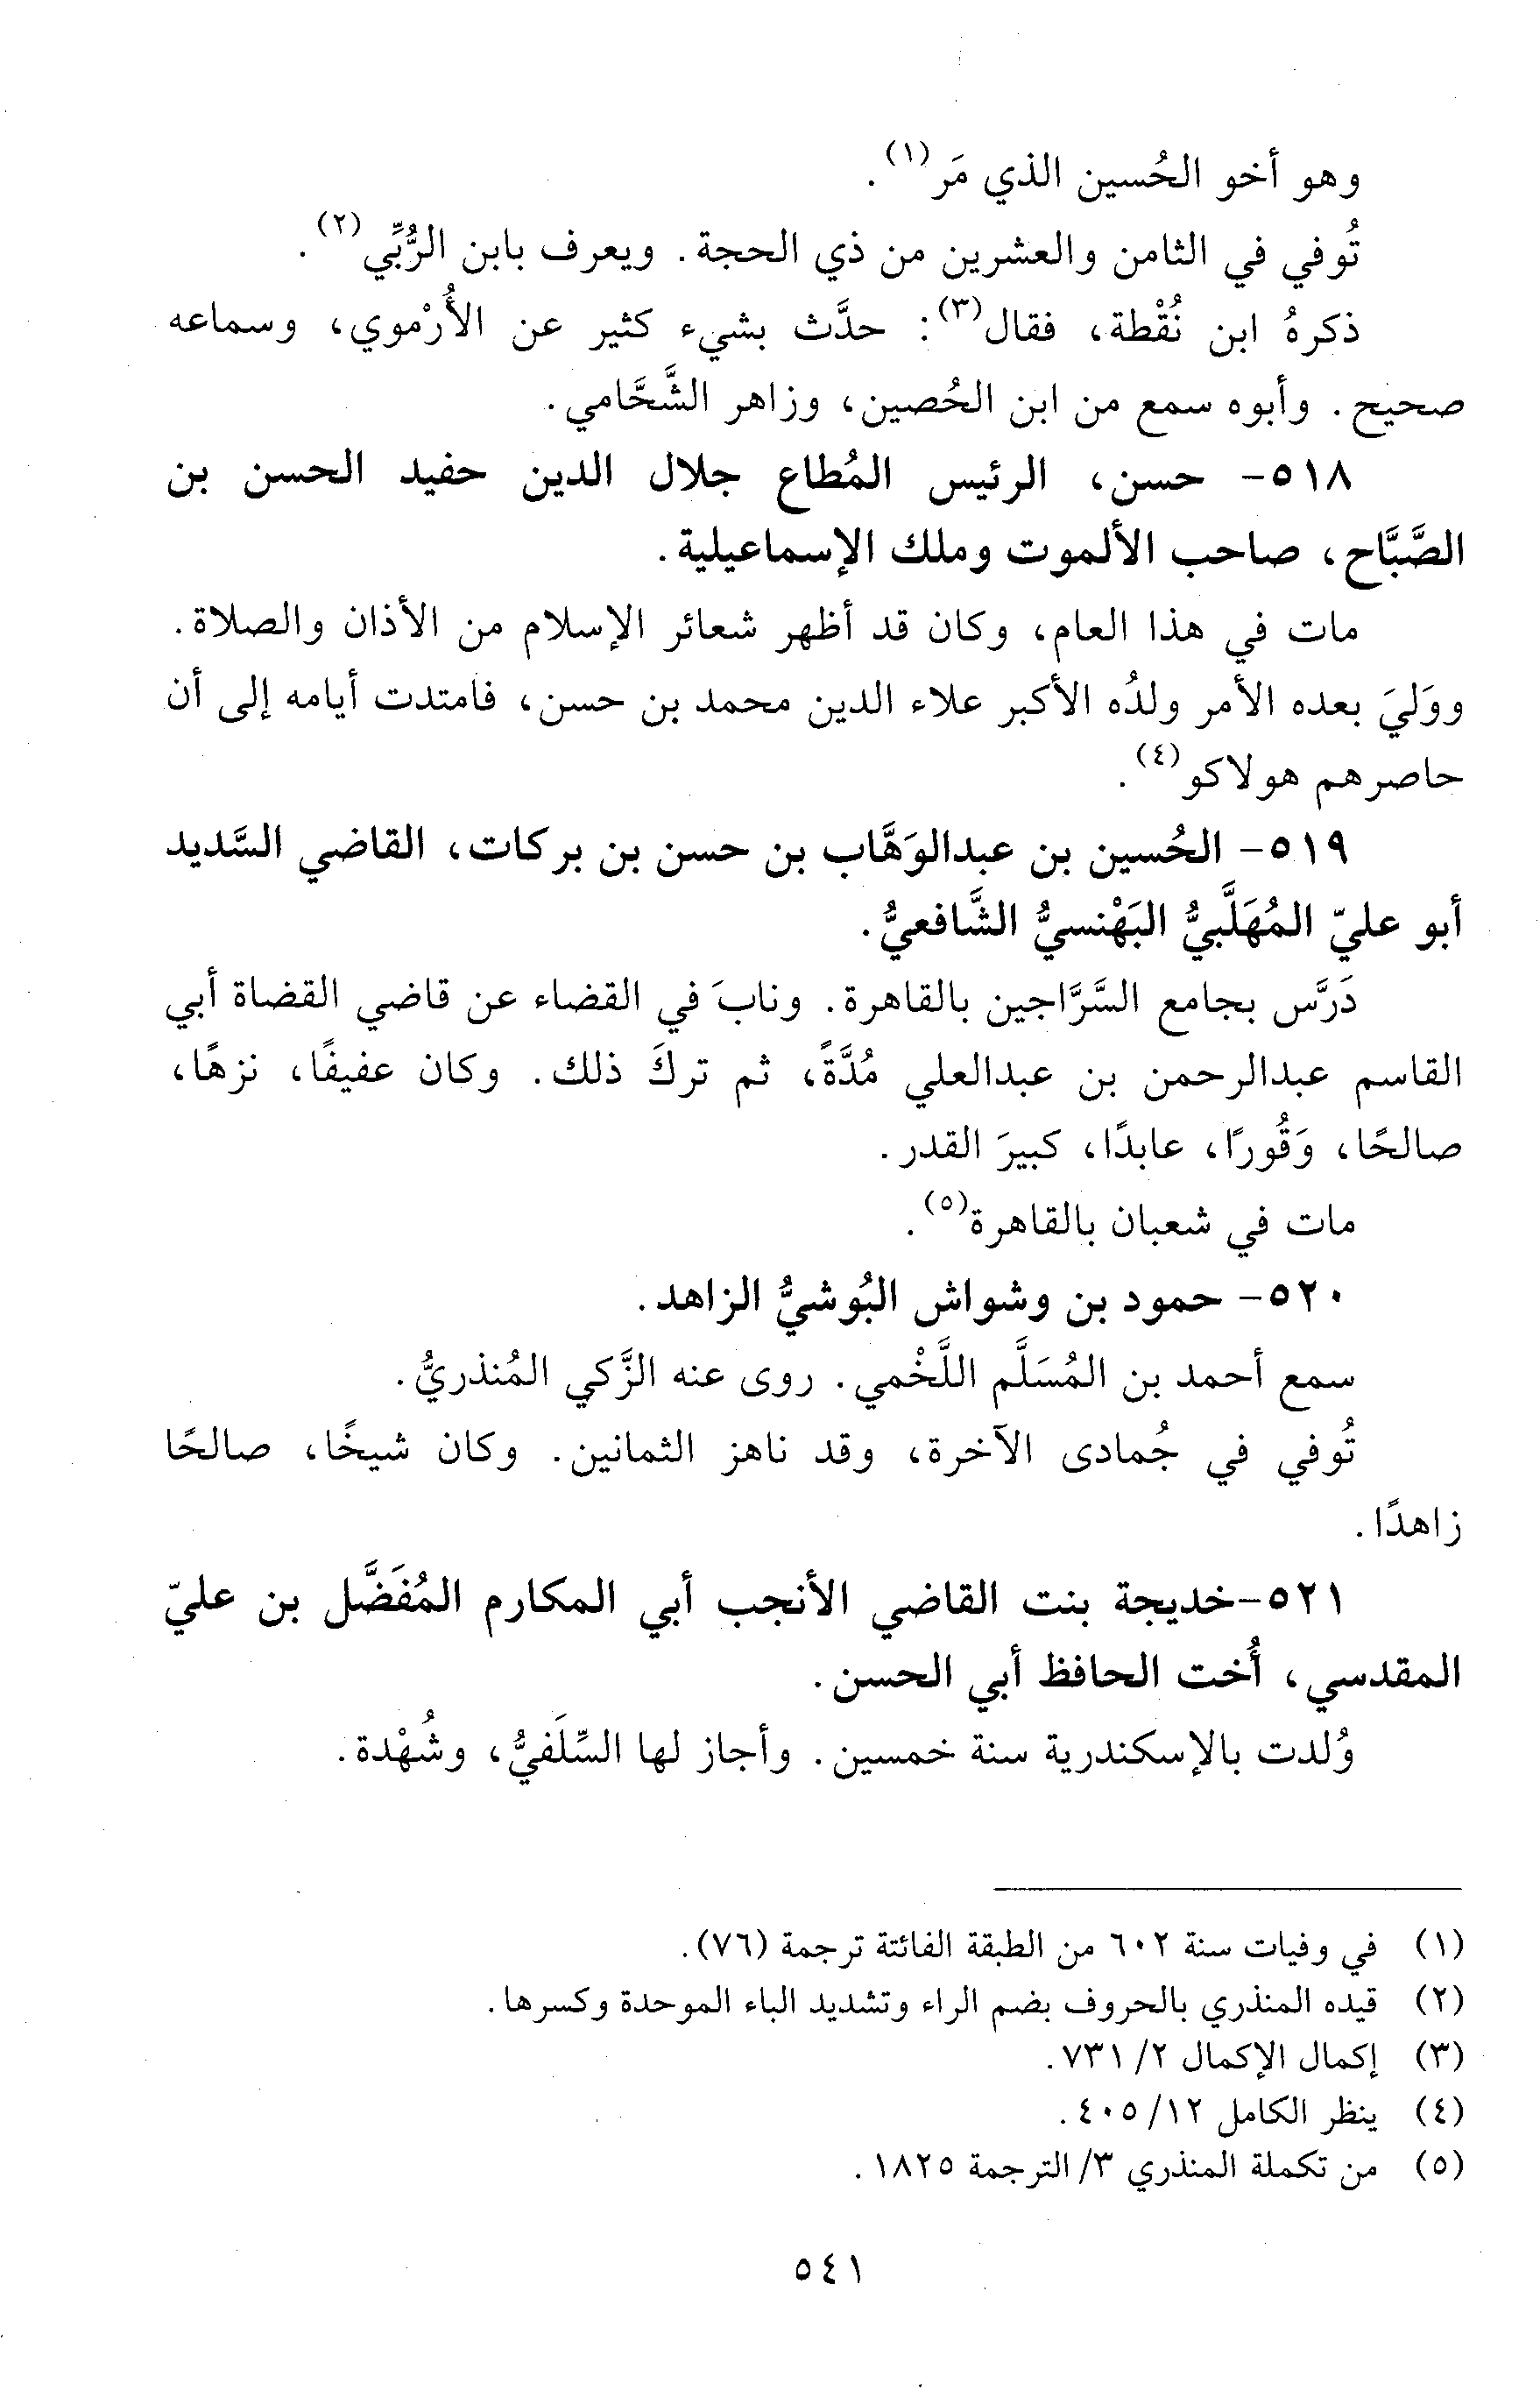 وهو أخو الحُسين الذي مَر(١).
تُوفي في الثامن والعشرين من ذي الحجة. ويعرف بابن الرُّبِّي(٢).
ذكرهُ ابن نُقْطة، فقال(٣): حدَّث بشيء كثير عن الأُرْموي، وسماعه
صحيح. وأبوه سمع من ابن الحُصين، وزاهر الشَّحَّامي.
٥١٨- حسن، الرئيس المُطاع جلال الدين حفيد الحسن بن
الصَّبَّاح، صاحب الألموت وملك الإسماعيلية.
مات في هذا العام، وكان قد أظهر شعائر الإسلام من الأذان والصلاة.
ووَليَ بعده الأمر ولدُه الأكبر علاء الدين محمد بن حسن، فامتدت أيامه إلى أن
حاصرهم هولاكو(٤).
٥١٩- الحُسين بن عبدالوَهَّاب بن حسن بن بركات، القاضي السَّديد
أبو عليّ المُهَلَّبيُّ البَهْنسيُّ الشَّافعيُّ.
دَرَّس بجامع السَّرَّاجين بالقاهرة. ونابَ في القضاء عن قاضي القضاة أبي
القاسم عبدالرحمن بن عبدالعلي مُدَّةً، ثم تركَ ذلك. وكان عفيفًا، نزهًا،
صالحًا، وَقُورًا، عابدًا، كبيرَ القدر.
مات في شعبان بالقاهرة(٥).
٥٢٠- حمود بن وشواش البُوشيُّ الزاهد.
سمع أحمد بن المُسَلَّم اللَّخْمي. روى عنه الزَّكي المُنذريُّ.
تُوفي في جُمادى الآخرة، وقد ناهز الثمانين. وكان شيخًا، صالحًا
زاهدًا.
٥٢١-خديجة بنت القاضي الأنجب أبي المكارم المُفَضَّل بن عليّ
المقدسي، أُخت الحافظ أبي الحسن.
وُلدت بالإسكندرية سنة خمسين. وأجاز لها السِّلَفيُّ، وشُهْدة.
(١) في وفيات سنة ٦٠٢ من الطبقة الفائتة ترجمة (٧٦).
(٢) قيده المنذري بالحروف بضم الراء وتشديد الباء الموحدة وكسرها.
(٣) إكمال الإكمال ٢/ ٧٣١.
(٤) ينظر الكامل ١٢/ ٤٠٥.
(٥) من تكملة المنذري ٣/ الترجمة ١٨٢٥.
٥٤١